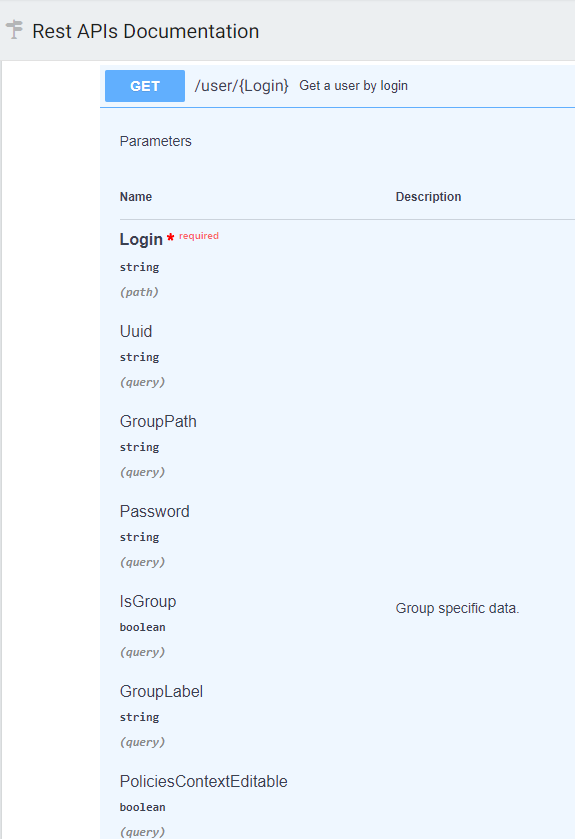 Rest APIs Documentation
GET /user/{Login} Get a user by login
Parameters
Name Description
Login * required
string
(path)
Uuid
string
(query)
GroupPath
string
(query)
Password
string
(query)
IsGroup
boolean
(query)
Group specific data.
GroupLabel
string
(query)
PoliciesContextEditable
boolean
(query)